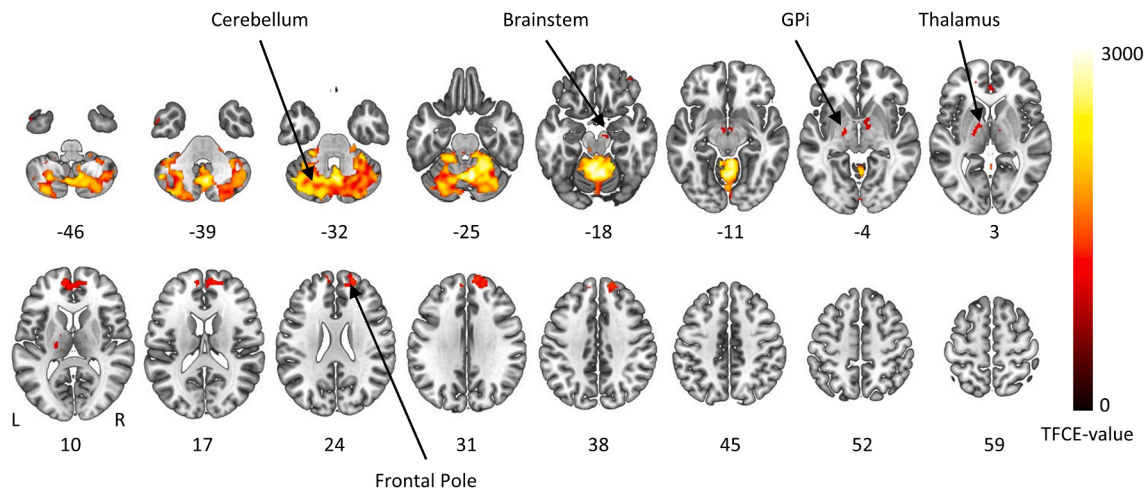 Cerebellum Brainstem GPi Thalamus
3000
-46 -39 -32 -25 -18 -11 -4 3
0
TFCE-value
L R
10 17 24 31 38 45 52 59
Frontal Pole